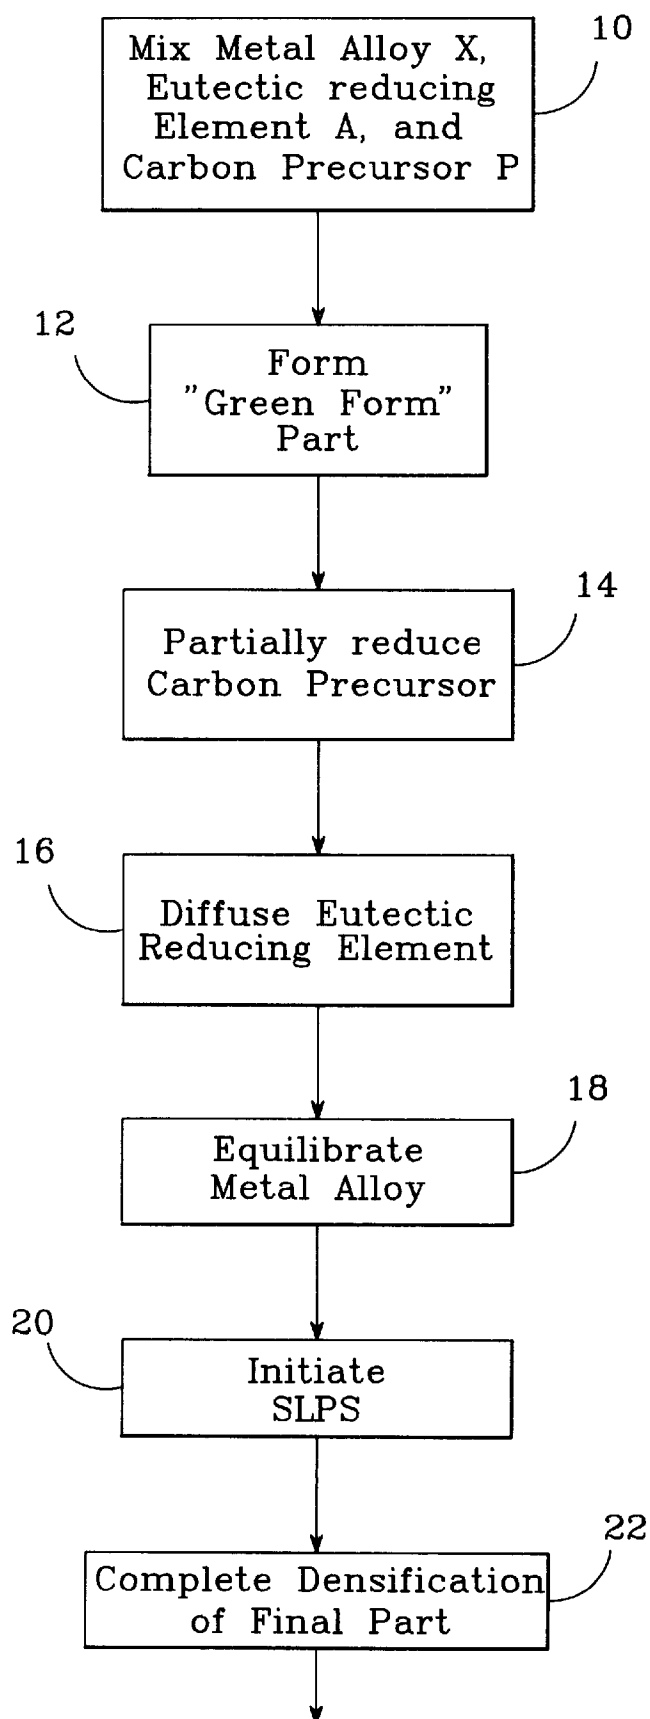 Mix Metal Alloy X,
Eutectic reducing
Element A, and
Carbon Precursor P
10
12
Form
"Green Form"
Part
14
Partially reduce
Carbon Precursor
16
Diffuse Eutectic
Reducing Element
18
Equilibrate
Metal Alloy
20
Initiate
SLPS
22
Complete Densification
of Final Part